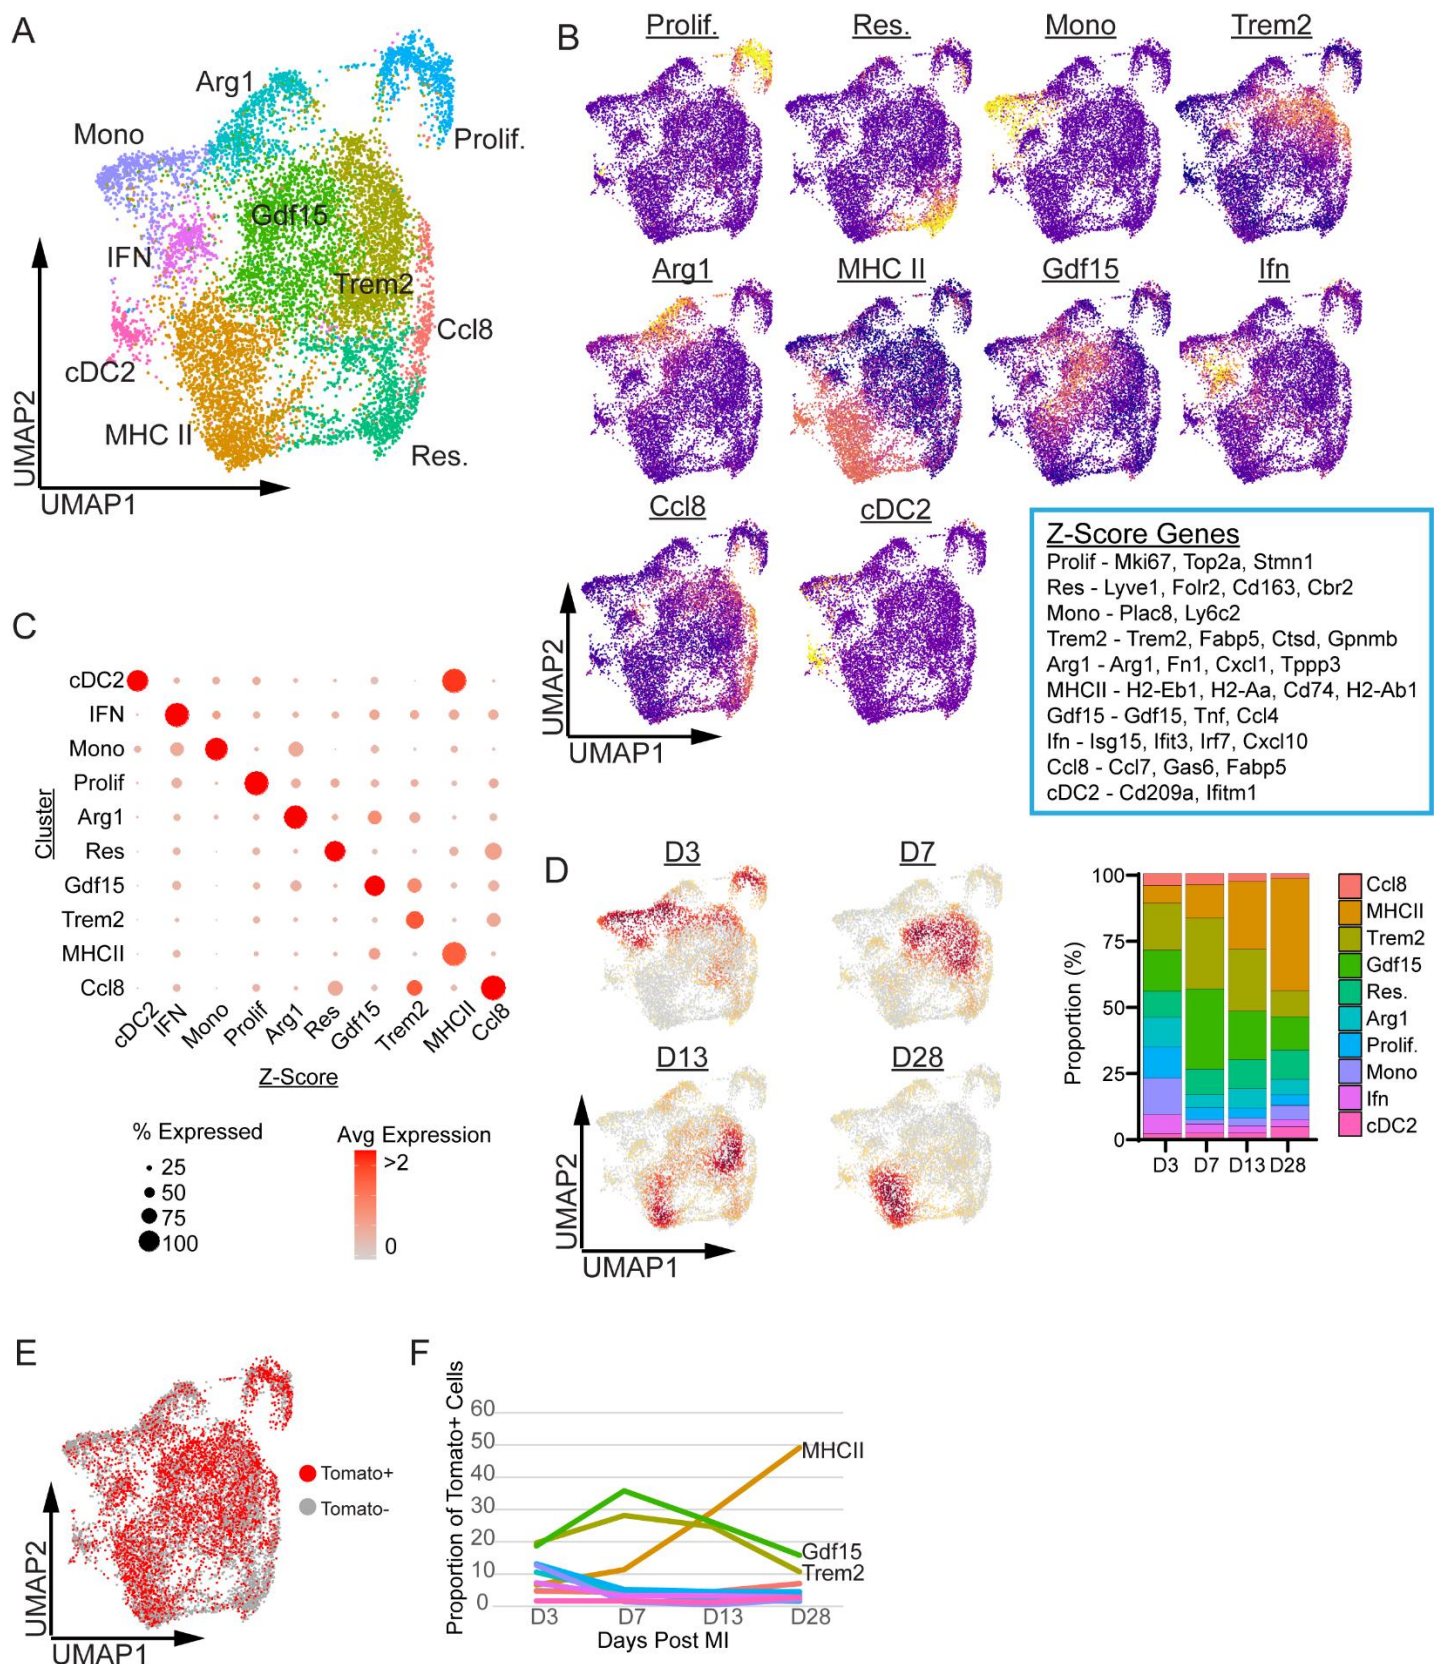 A
Arg1
Mono
Prolif.
Gdf15
IFN
Trem2
Ccl8
cDC2
MHC II
Res.
UMAP2
UMAP1
B
Prolif.
Res.
Mono
Trem2
Arg1
MHC II
Gdf15
Ifn
Ccl8
cDC2
UMAP2
UMAP1
Z-Score Genes
Prolif - Mki67, Top2a, Stmn1
Res - Lyve1, Folr2, Cd163, Cbr2
Mono - Plac8, Ly6c2
Trem2 - Trem2, Fabp5, Ctsd, Gpnmb
Arg1 - Arg1, Fn1, Cxcl1, Tppp3
MHCII - H2-Eb1, H2-Aa, Cd74, H2-Ab1
Gdf15 - Gdf15, Tnf, Ccl4
Ifn - Isg15, Ifit3, Irf7, Cxcl10
Ccl8 - Ccl7, Gas6, Fabp5
cDC2 - Cd209a, Ifitm1
C
Cluster
cDC2
IFN
Mono
Prolif
Arg1
Res
Gdf15
Trem2
MHCII
Ccl8
cDC2
IFN
Mono
Prolif
Arg1
Res
Gdf15
Trem2
MHCII
Ccl8
Z-Score
% Expressed
25
50
75
100
Avg Expression
>2
0
D
D3
D7
D13
D28
UMAP2
UMAP1
Proportion (%)
100
75
50
25
0
D3 D7 D13 D28
Ccl8
MHCII
Trem2
Gdf15
Res.
Arg1
Prolif.
Mono
Ifn
cDC2
E
Tomato+
Tomato-
UMAP2
UMAP1
F
Proportion of Tomato+ Cells
60
50
40
30
20
10
0
MHCII
Gdf15
Trem2
D3 D7 D13 D28
Days Post MI